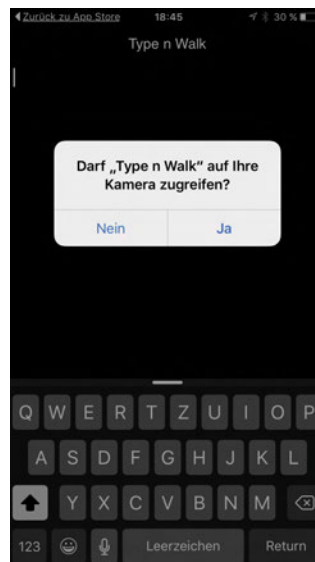 Zurück zu App Store 18:45 30 %
Type n Walk
Darf „Type n Walk“ auf Ihre
Kamera zugreifen?
Nein Ja
Q W E R T Z U I O P
A S D F G H J K L
Y X C V B N M
123 Leerzeichen Return